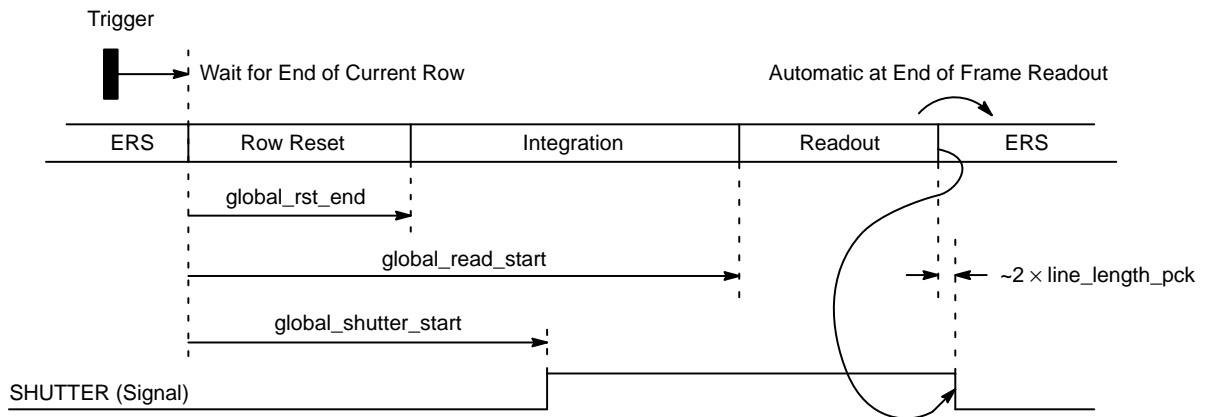 Trigger
Wait for End of Current Row
Automatic at End of Frame Readout
ERS
Row Reset
Integration
Readout
ERS
global_rst_end
global_read_start
~2 × line_length_pck
global_shutter_start
SHUTTER (Signal)